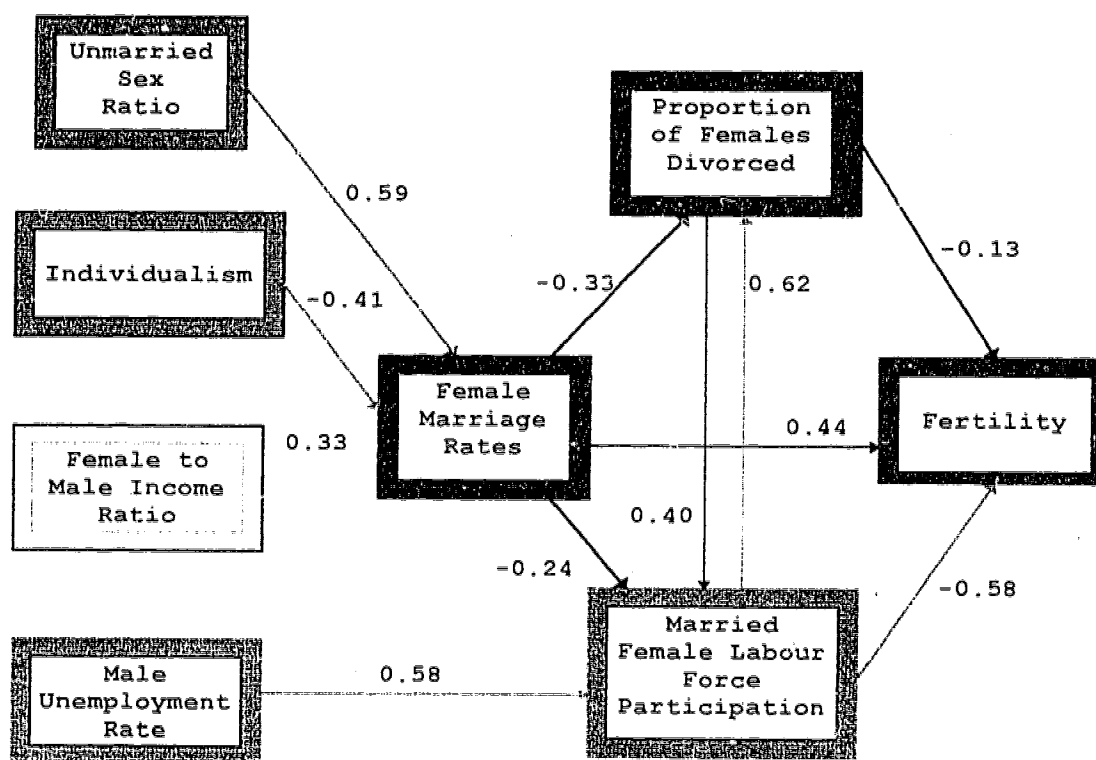 Unmarried
Sex
Ratio
Proportion
of Females
Divorced
0.59
-0.13
Individualism
-0.41
-0.33
0.62
Female
Marriage
Rates
Fertility
0.33
0.44
Female to
Male Income
Ratio
0.40
-0.24
-0.58
Married
Female Labour
Force
Participation
Male
Unemployment
Rate
0.58